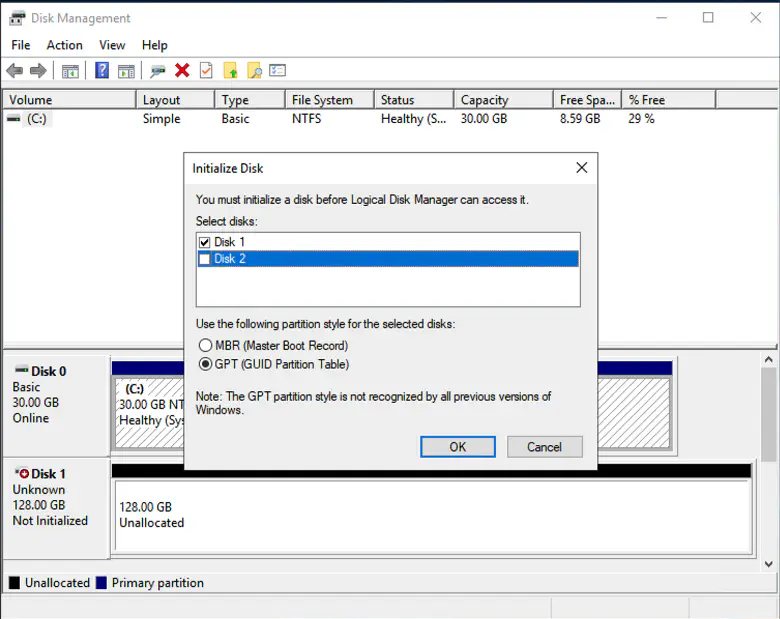 Disk Management
File Action View Help
Volume Layout Type File System Status Capacity Free Spa... % Free
(C:) Simple Basic NTFS Healthy (S... 30.00 GB 8.59 GB 29 %
Initialize Disk
You must initialize a disk before Logical Disk Manager can access it.
Select disks:
Disk 1
Disk 2
Use the following partition style for the selected disks:
MBR (Master Boot Record)
GPT (GUID Partition Table)
Note: The GPT partition style is not recognized by all previous versions of
Windows.
OK Cancel
Disk 0
Basic
30.00 GB
Online
(C:)
30.00 GB NT
Healthy (Sys
Disk 1
Unknown
128.00 GB
Not Initialized
128.00 GB
Unallocated
Unallocated Primary partition